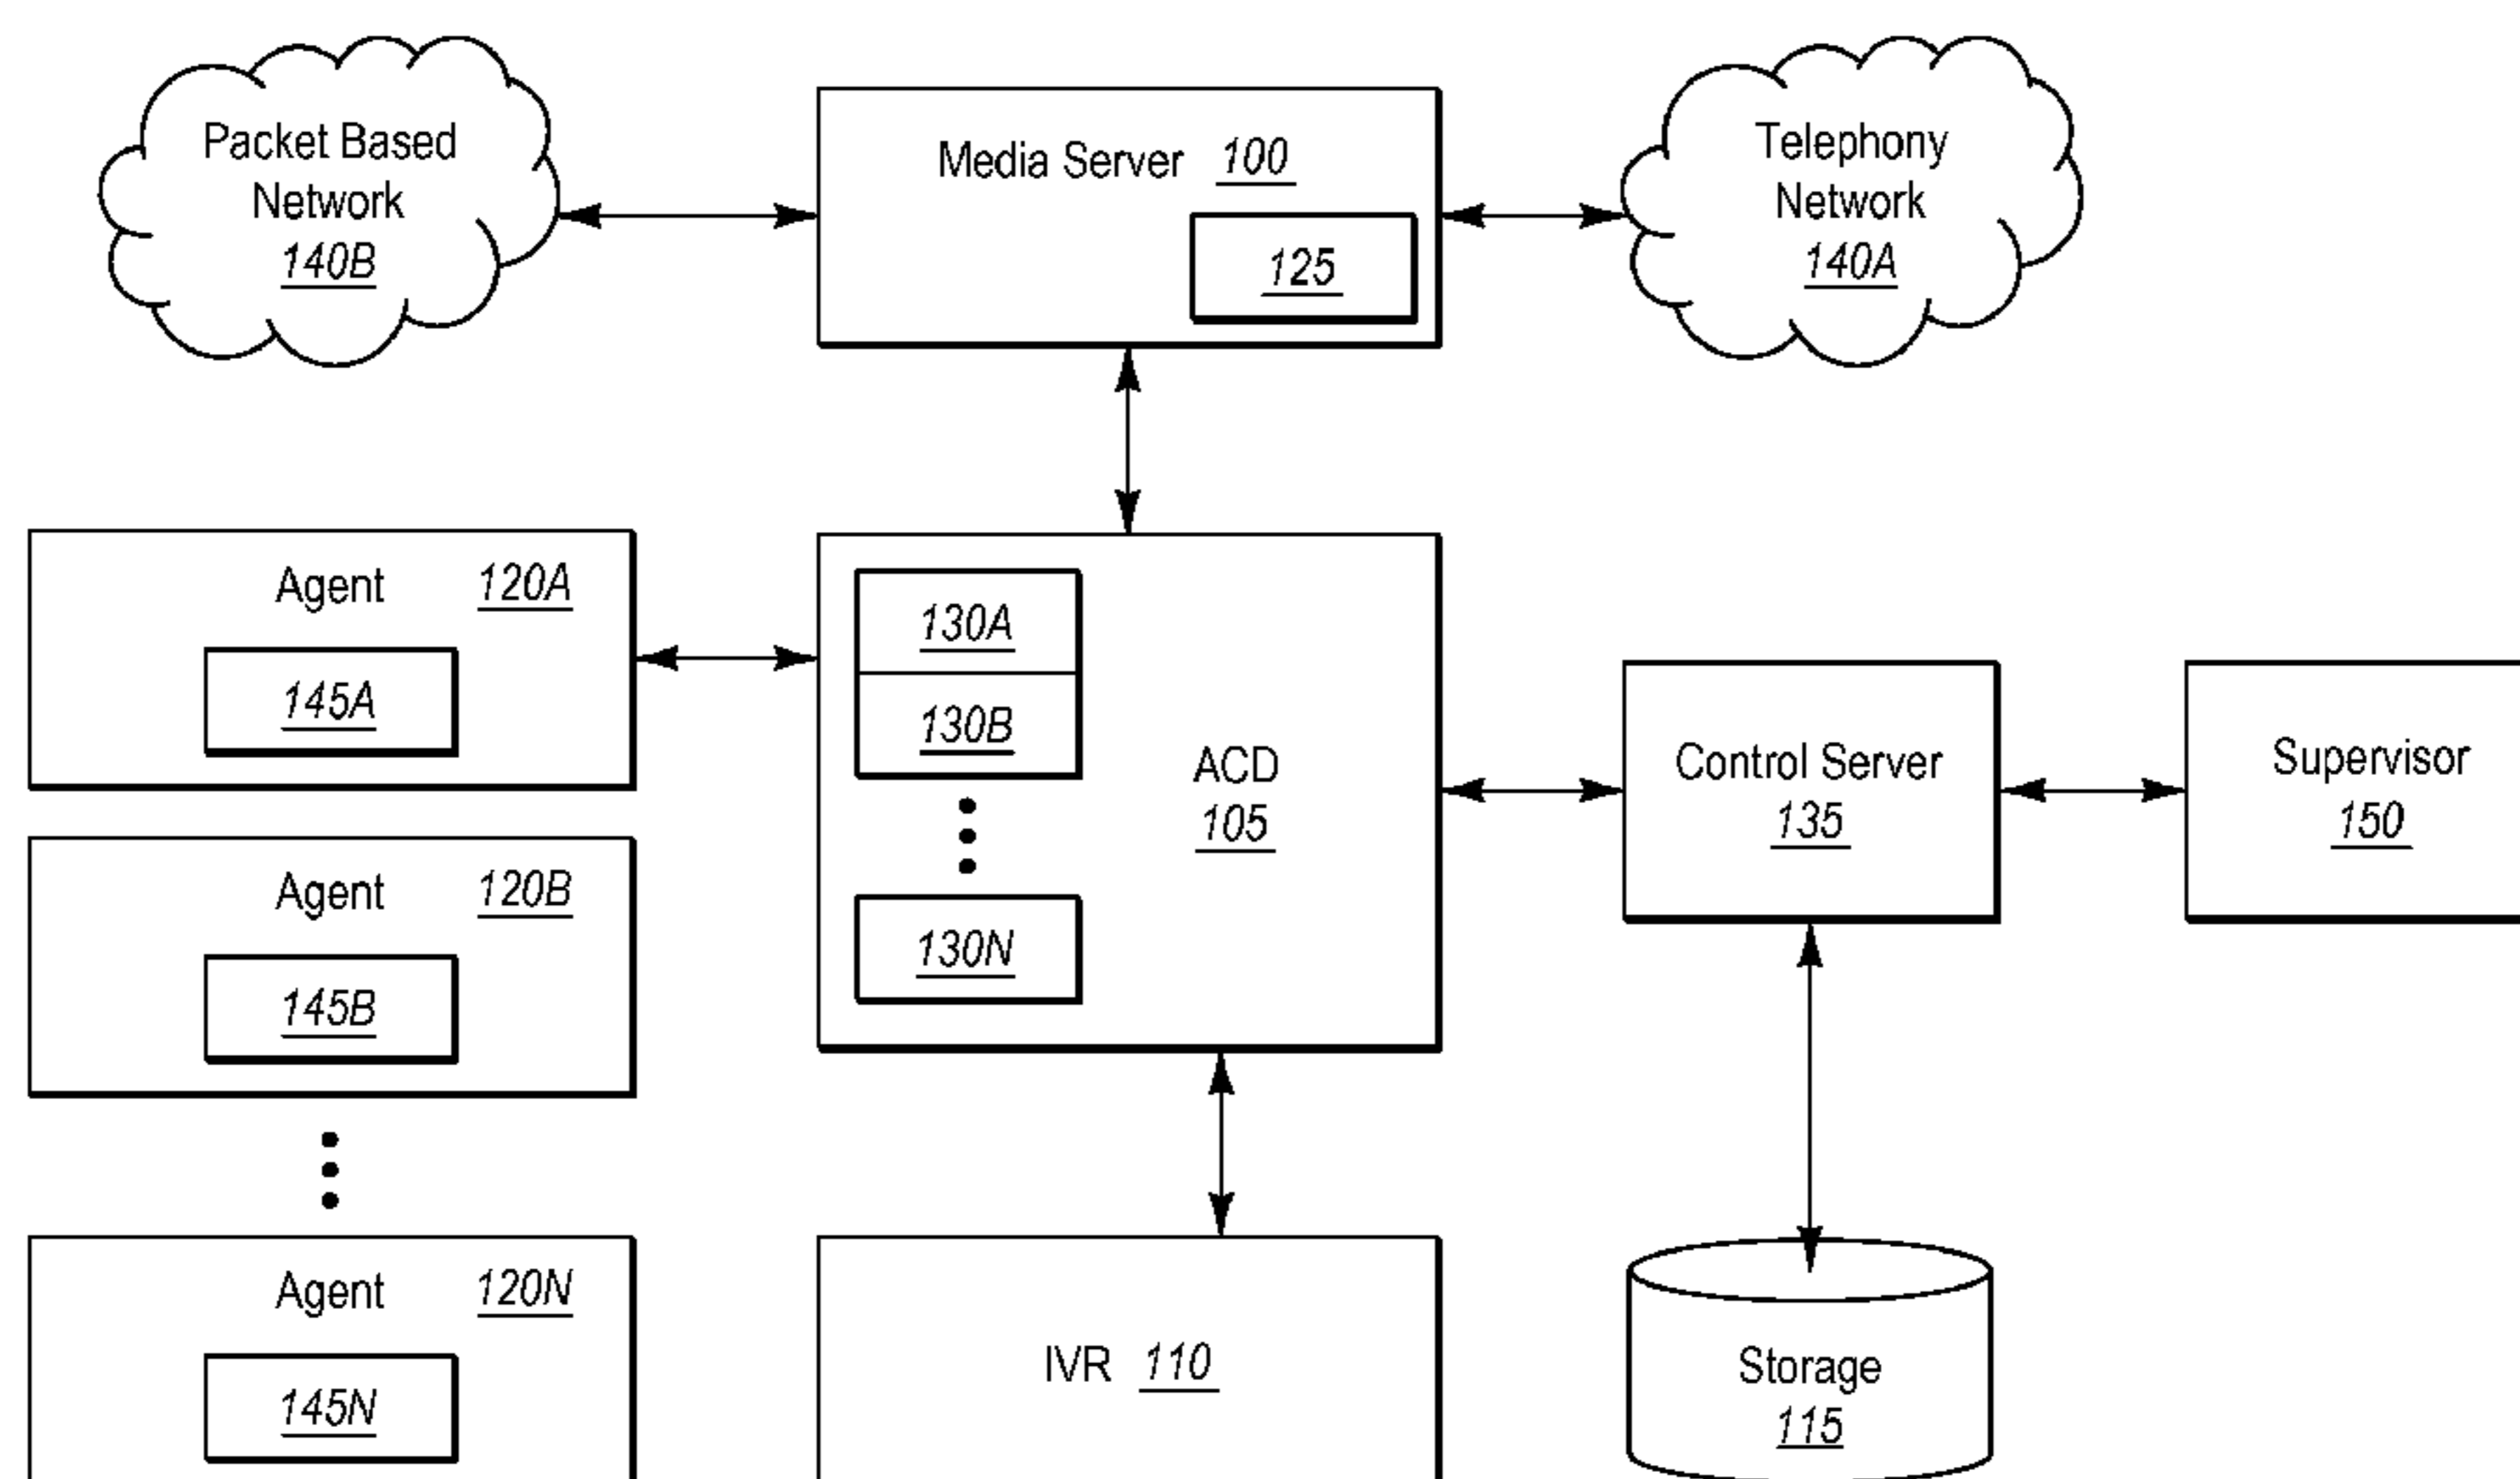 Packet Based
Network
140B
Media Server 100
125
Telephony
Network
140A
Agent 120A
145A
Agent 120B
145B
Agent 120N
145N
130A
130B
130N
ACD
105
IVR 110
Control Server
135
Supervisor
150
Storage
115